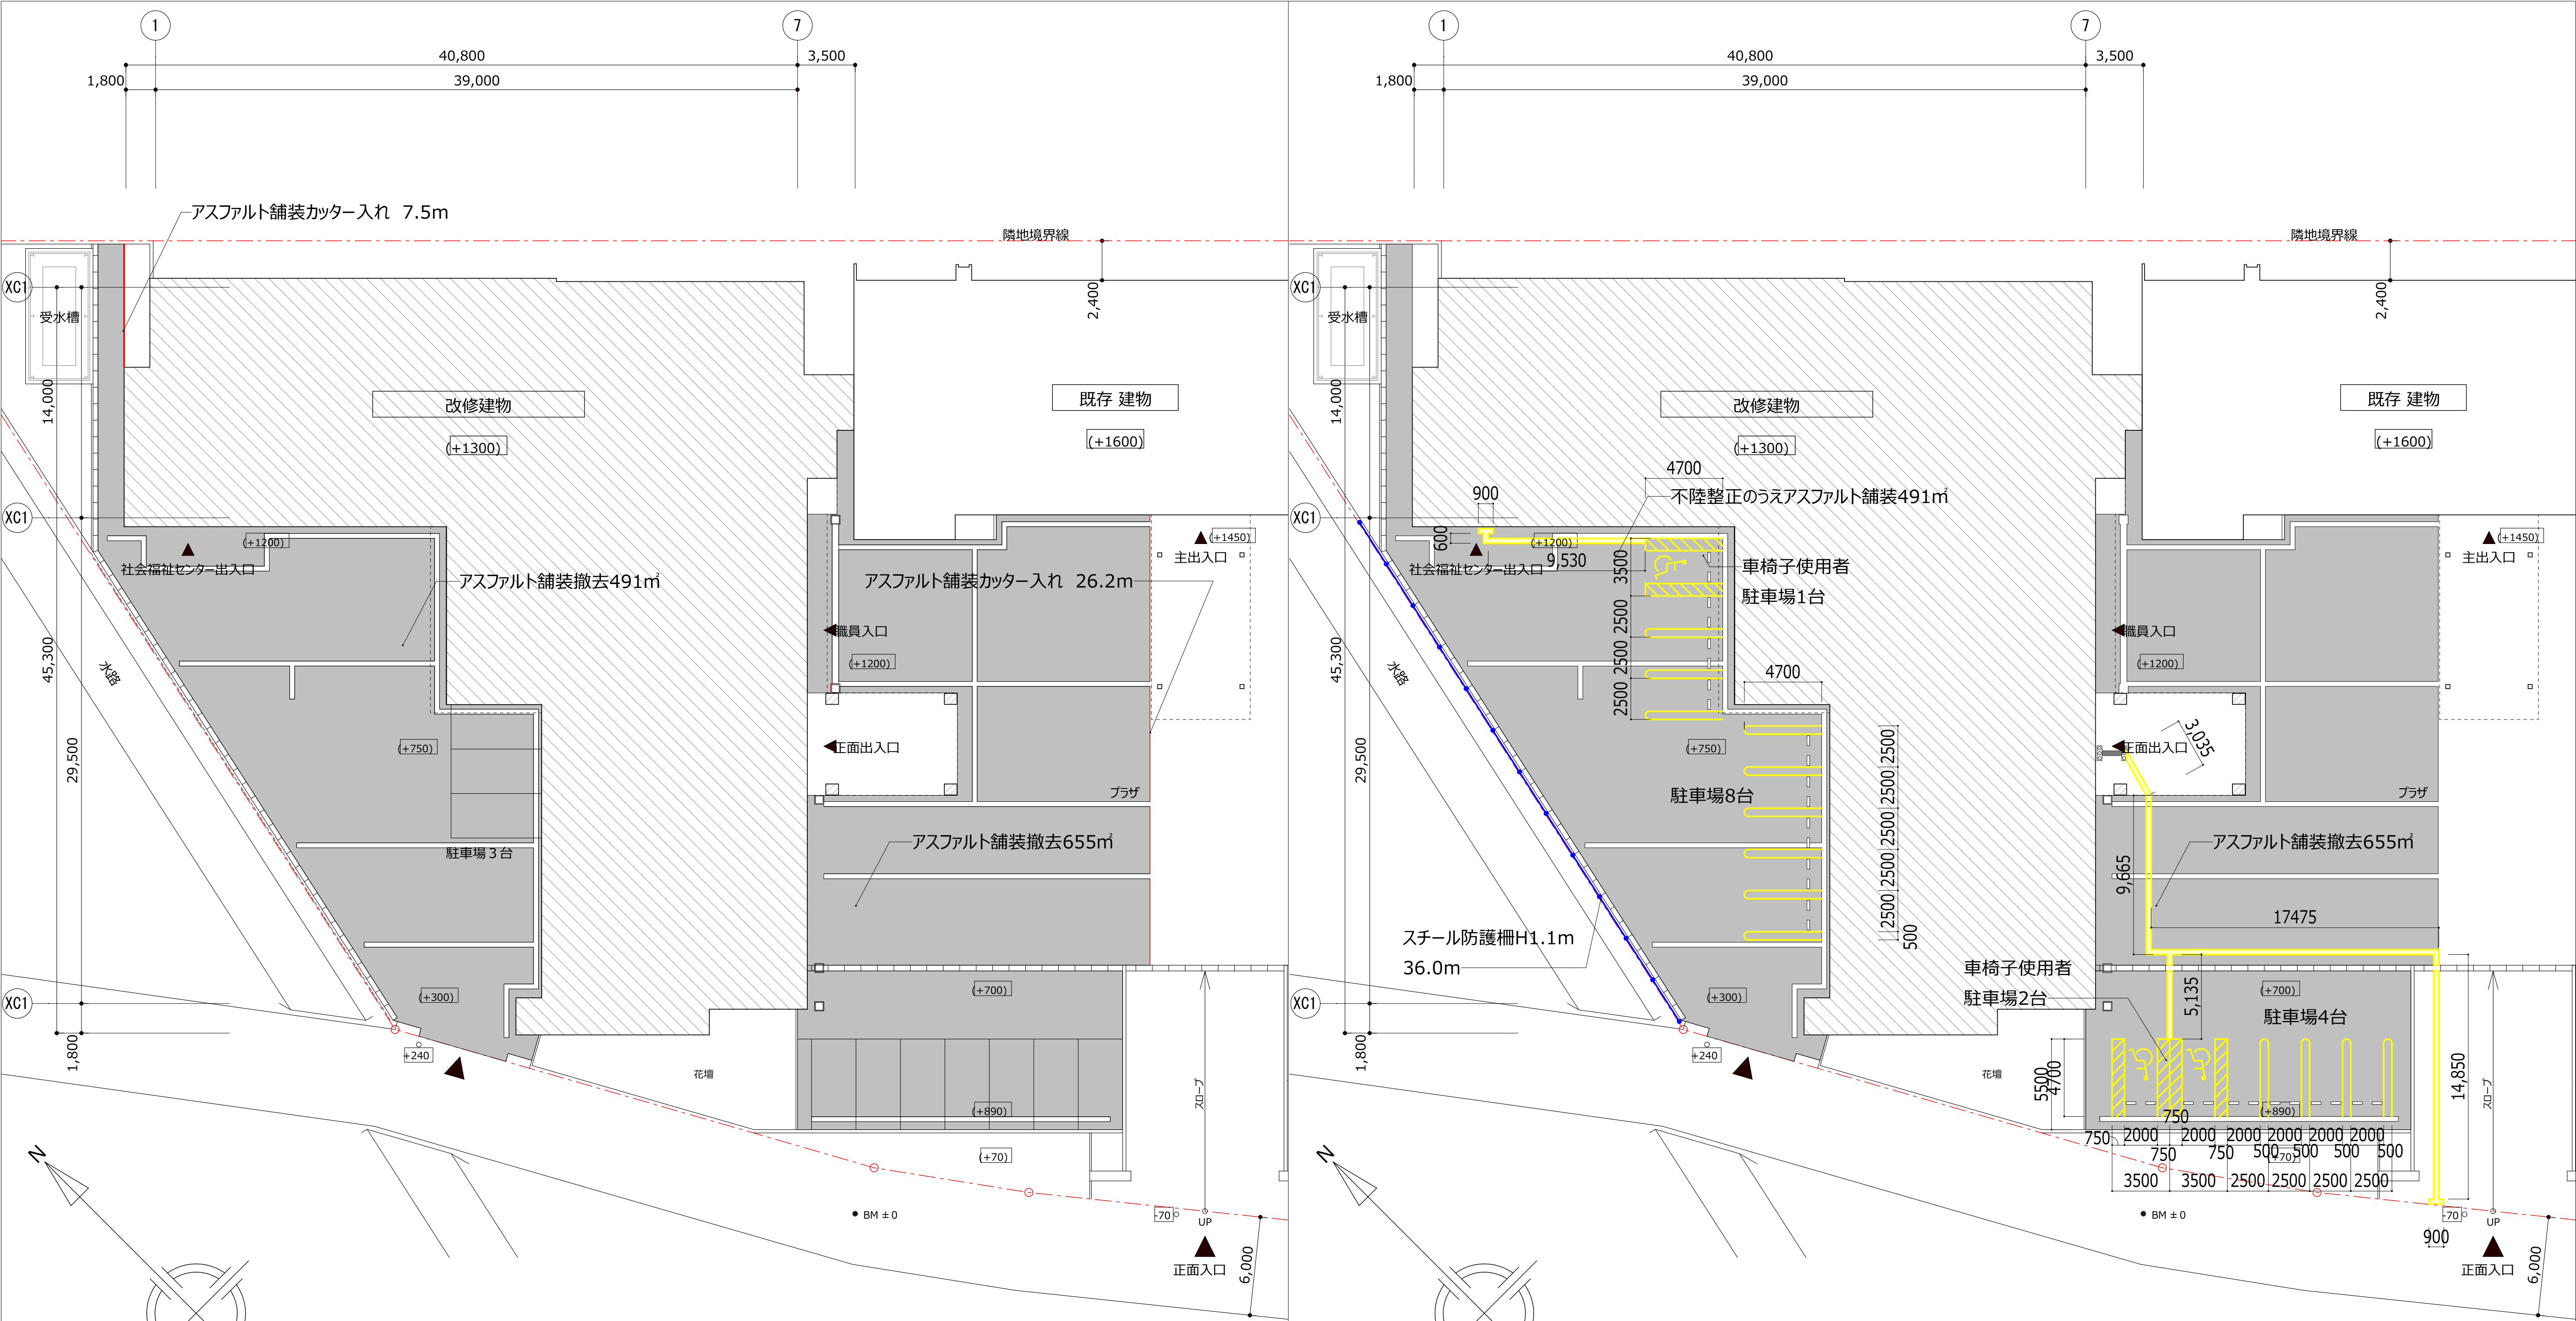 1
7
40,800
3,500
1,800
39,000
アスファルト舗装カッター入れ 7.5m
隣地境界線
XC1
受水槽
2,400
14,000
改修建物
(+1300)
既存 建物
(+1600)
XC1
(+1200)
社会福祉センター出入口
アスファルト舗装撤去491㎡
アスファルト舗装カッター入れ 26.2m
(+1450)
主出入口
職員入口
(+1200)
45,300
水路
29,500
(+750)
正面出入口
プラザ
駐車場３台
アスファルト舗装撤去655㎡
XC1
(+300)
(+700)
1,800
+240
花壇
(+890)
スロープ
(+70)
N
BM ± 0
-70
UP
正面入口
6,000
1
7
40,800
3,500
1,800
39,000
隣地境界線
XC1
受水槽
2,400
14,000
改修建物
(+1300)
既存 建物
(+1600)
4700
900
不陸整正のうえアスファルト舗装491㎡
XC1
600
(+1200)
9,530
社会福祉センター出入口
3500
車椅子使用者
駐車場1台
(+1450)
主出入口
2500
2500
2500
職員入口
(+1200)
45,300
水路
4700
29,500
(+750)
2500
2500
2500
2500
2500
500
駐車場8台
3,035
正面出入口
プラザ
アスファルト舗装撤去655㎡
9,665
17475
スチール防護柵H1.1m
36.0m
車椅子使用者
駐車場2台
5,135
XC1
(+300)
(+700)
駐車場4台
1,800
+240
花壇
5500
4700
14,850
スロープ
(+890)
750
750
2000
2000
2000
2000
2000
2000
750
750
500
500
500
500
(+70)
3500
3500
2500
2500
2500
2500
N
BM ± 0
-70
UP
900
正面入口
6,000